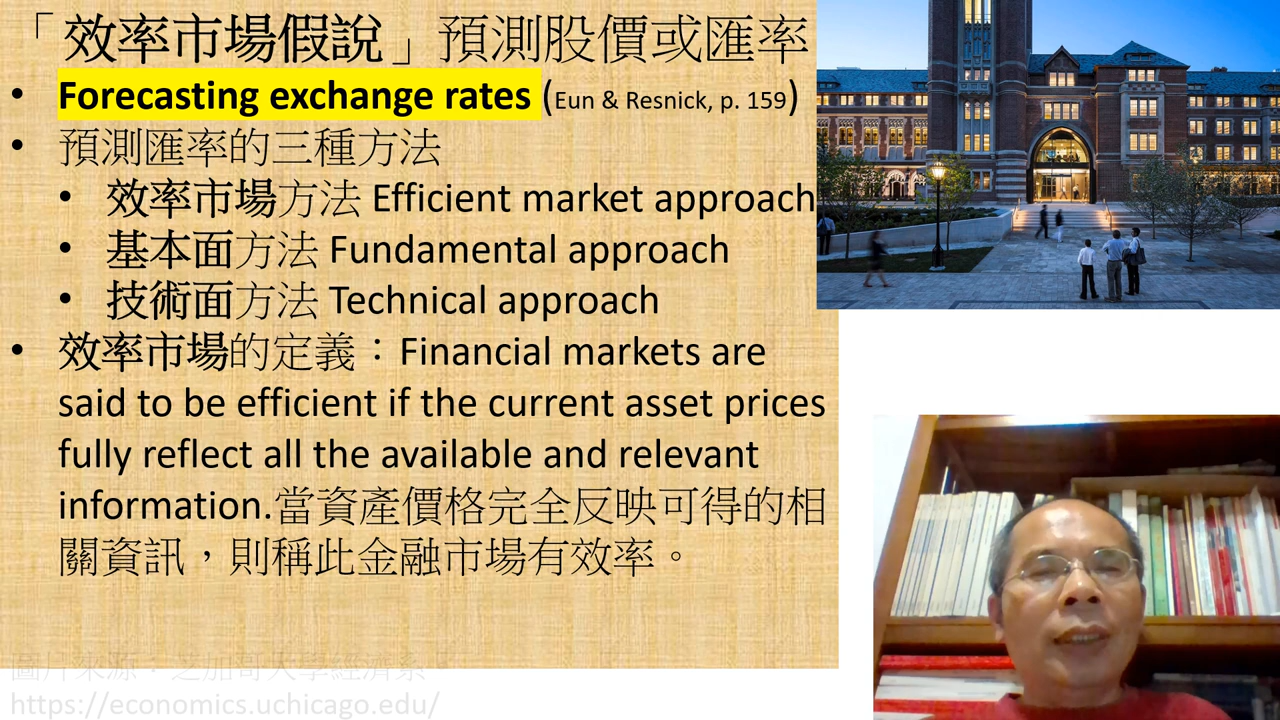 「效率市場假說」預測股價或匯率
• Forecasting exchange rates (Eun & Resnick, p. 159)
• 預測匯率的三種方法
• 效率市場方法 Efficient market approach
• 基本面方法 Fundamental approach
• 技術面方法 Technical approach
• 效率市場的定義：Financial markets are
said to be efficient if the current asset prices
fully reflect all the available and relevant
information.當資產價格完全反映可得的相
關資訊，則稱此金融市場有效率。
圖片來源：芝加哥大學經濟系
https://economics.uchicago.edu/